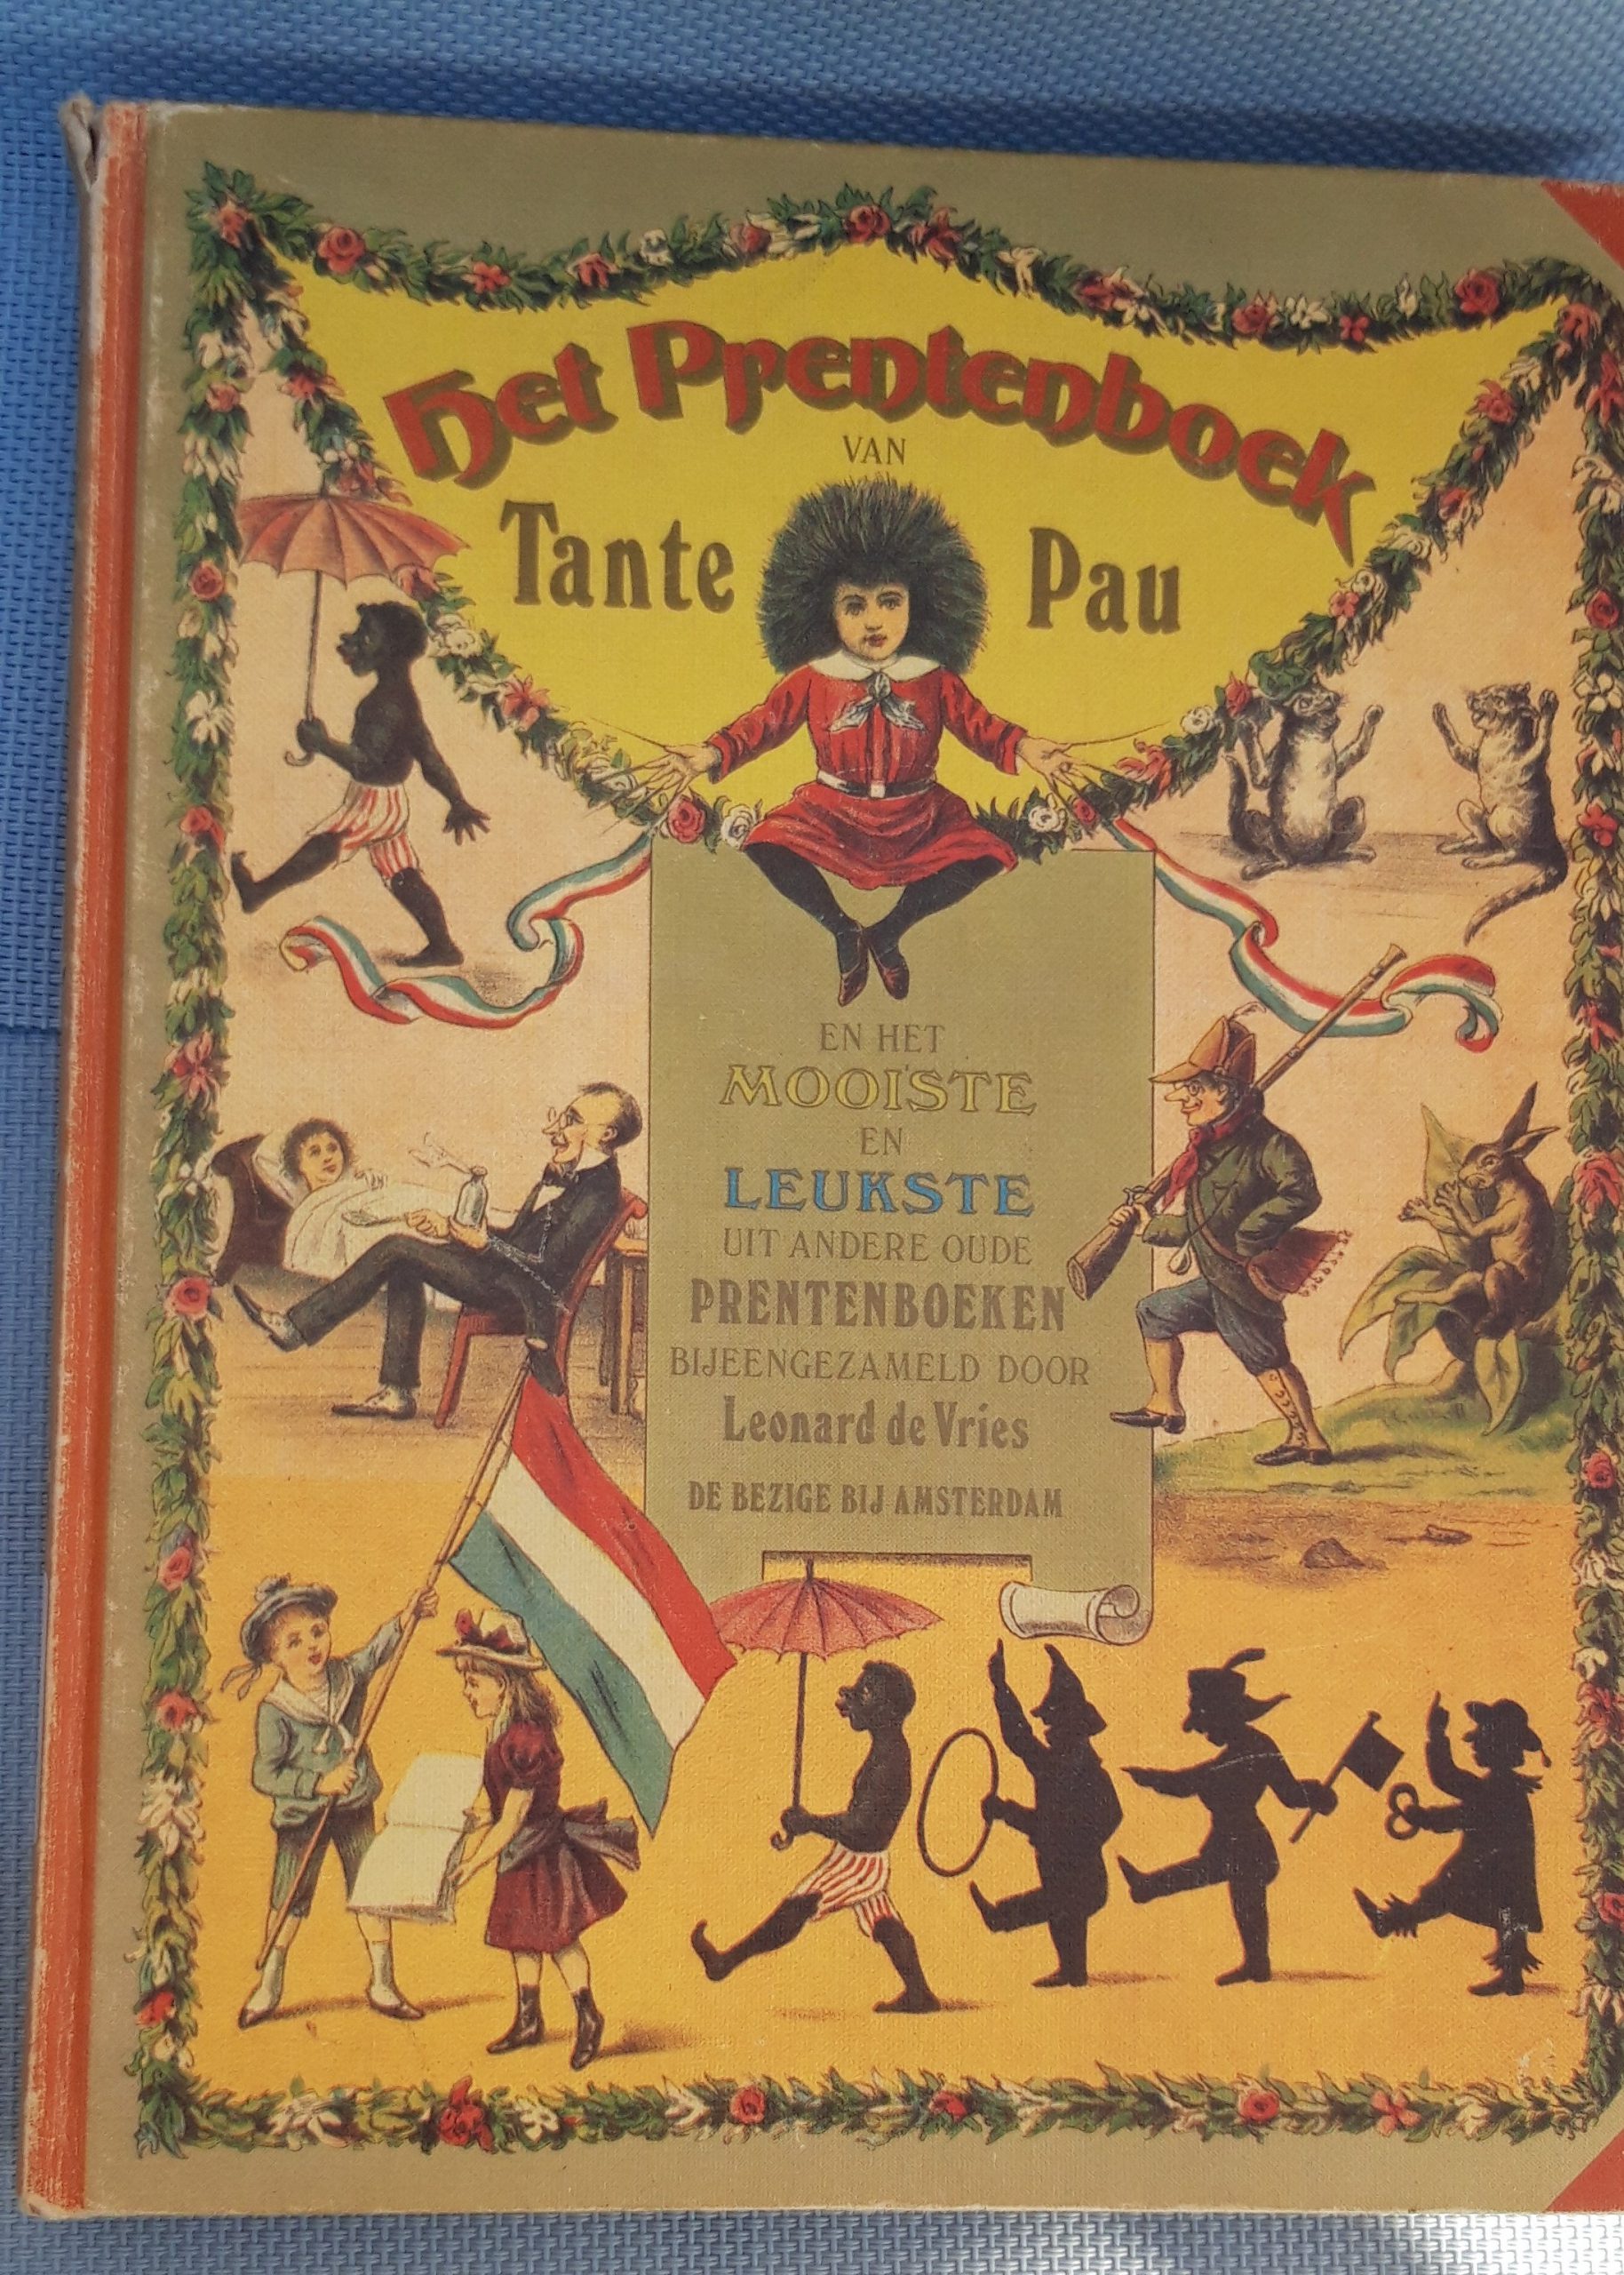 Het Prentenboek
VAN
Tante Pau
EN HET
MOOISTE
EN
LEUKSTE
UIT ANDERE OUDE
PRENTENBOEKEN
BIJEENGEZAMELD DOOR
Leonard de Vries
DE BEZIGE BIJ AMSTERDAM